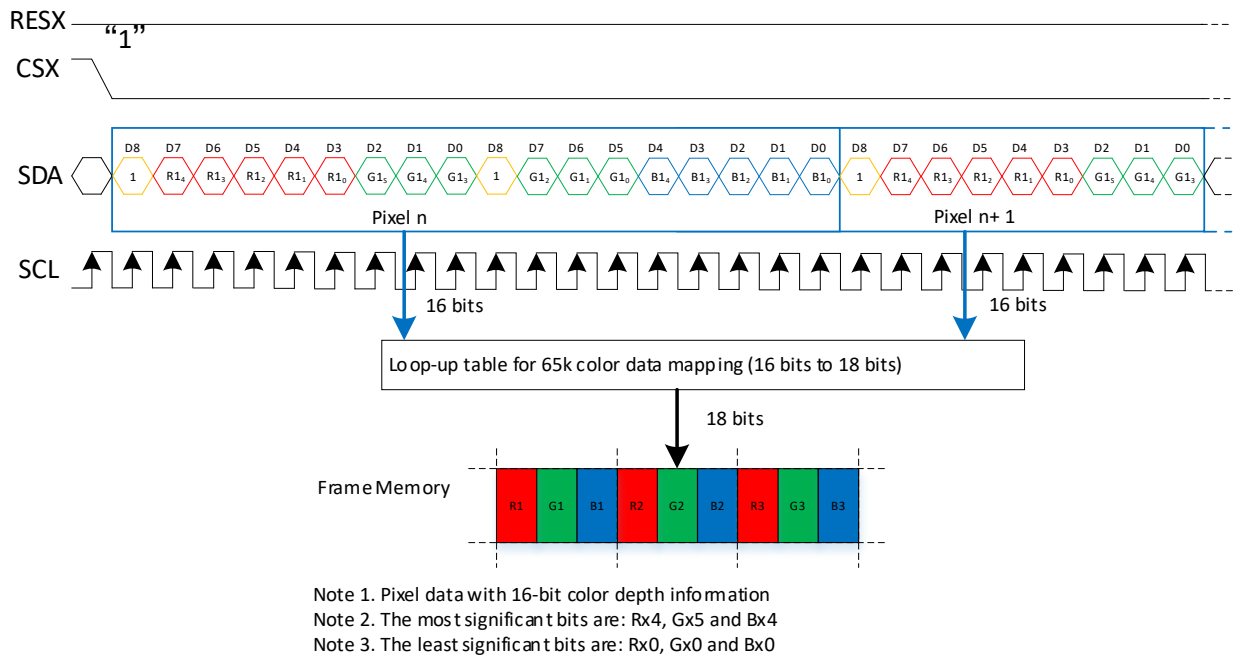 RESX
“1”
CSX
D8 D7 D6 D5 D4 D3 D2 D1 D0 D8 D7 D6 D5 D4 D3 D2 D1 D0 D8 D7 D6 D5 D4 D3 D2 D1 D0
SDA 1 R14 R13 R12 R11 R10 G15 G14 G13 1 G12 G11 G10 B14 B13 B12 B11 B10 1 R14 R13 R12 R11 R10 G15 G14 G13
Pixel n Pixel n+ 1
SCL
16 bits 16 bits
Loop-up table for 65k color data mapping (16 bits to 18 bits)
18 bits
Frame Memory
R1 G1 B1 R2 G2 B2 R3 G3 B3
Note 1. Pixel data with 16-bit color depth information
Note 2. The most significant bits are: Rx4, Gx5 and Bx4
Note 3. The least significant bits are: Rx0, Gx0 and Bx0